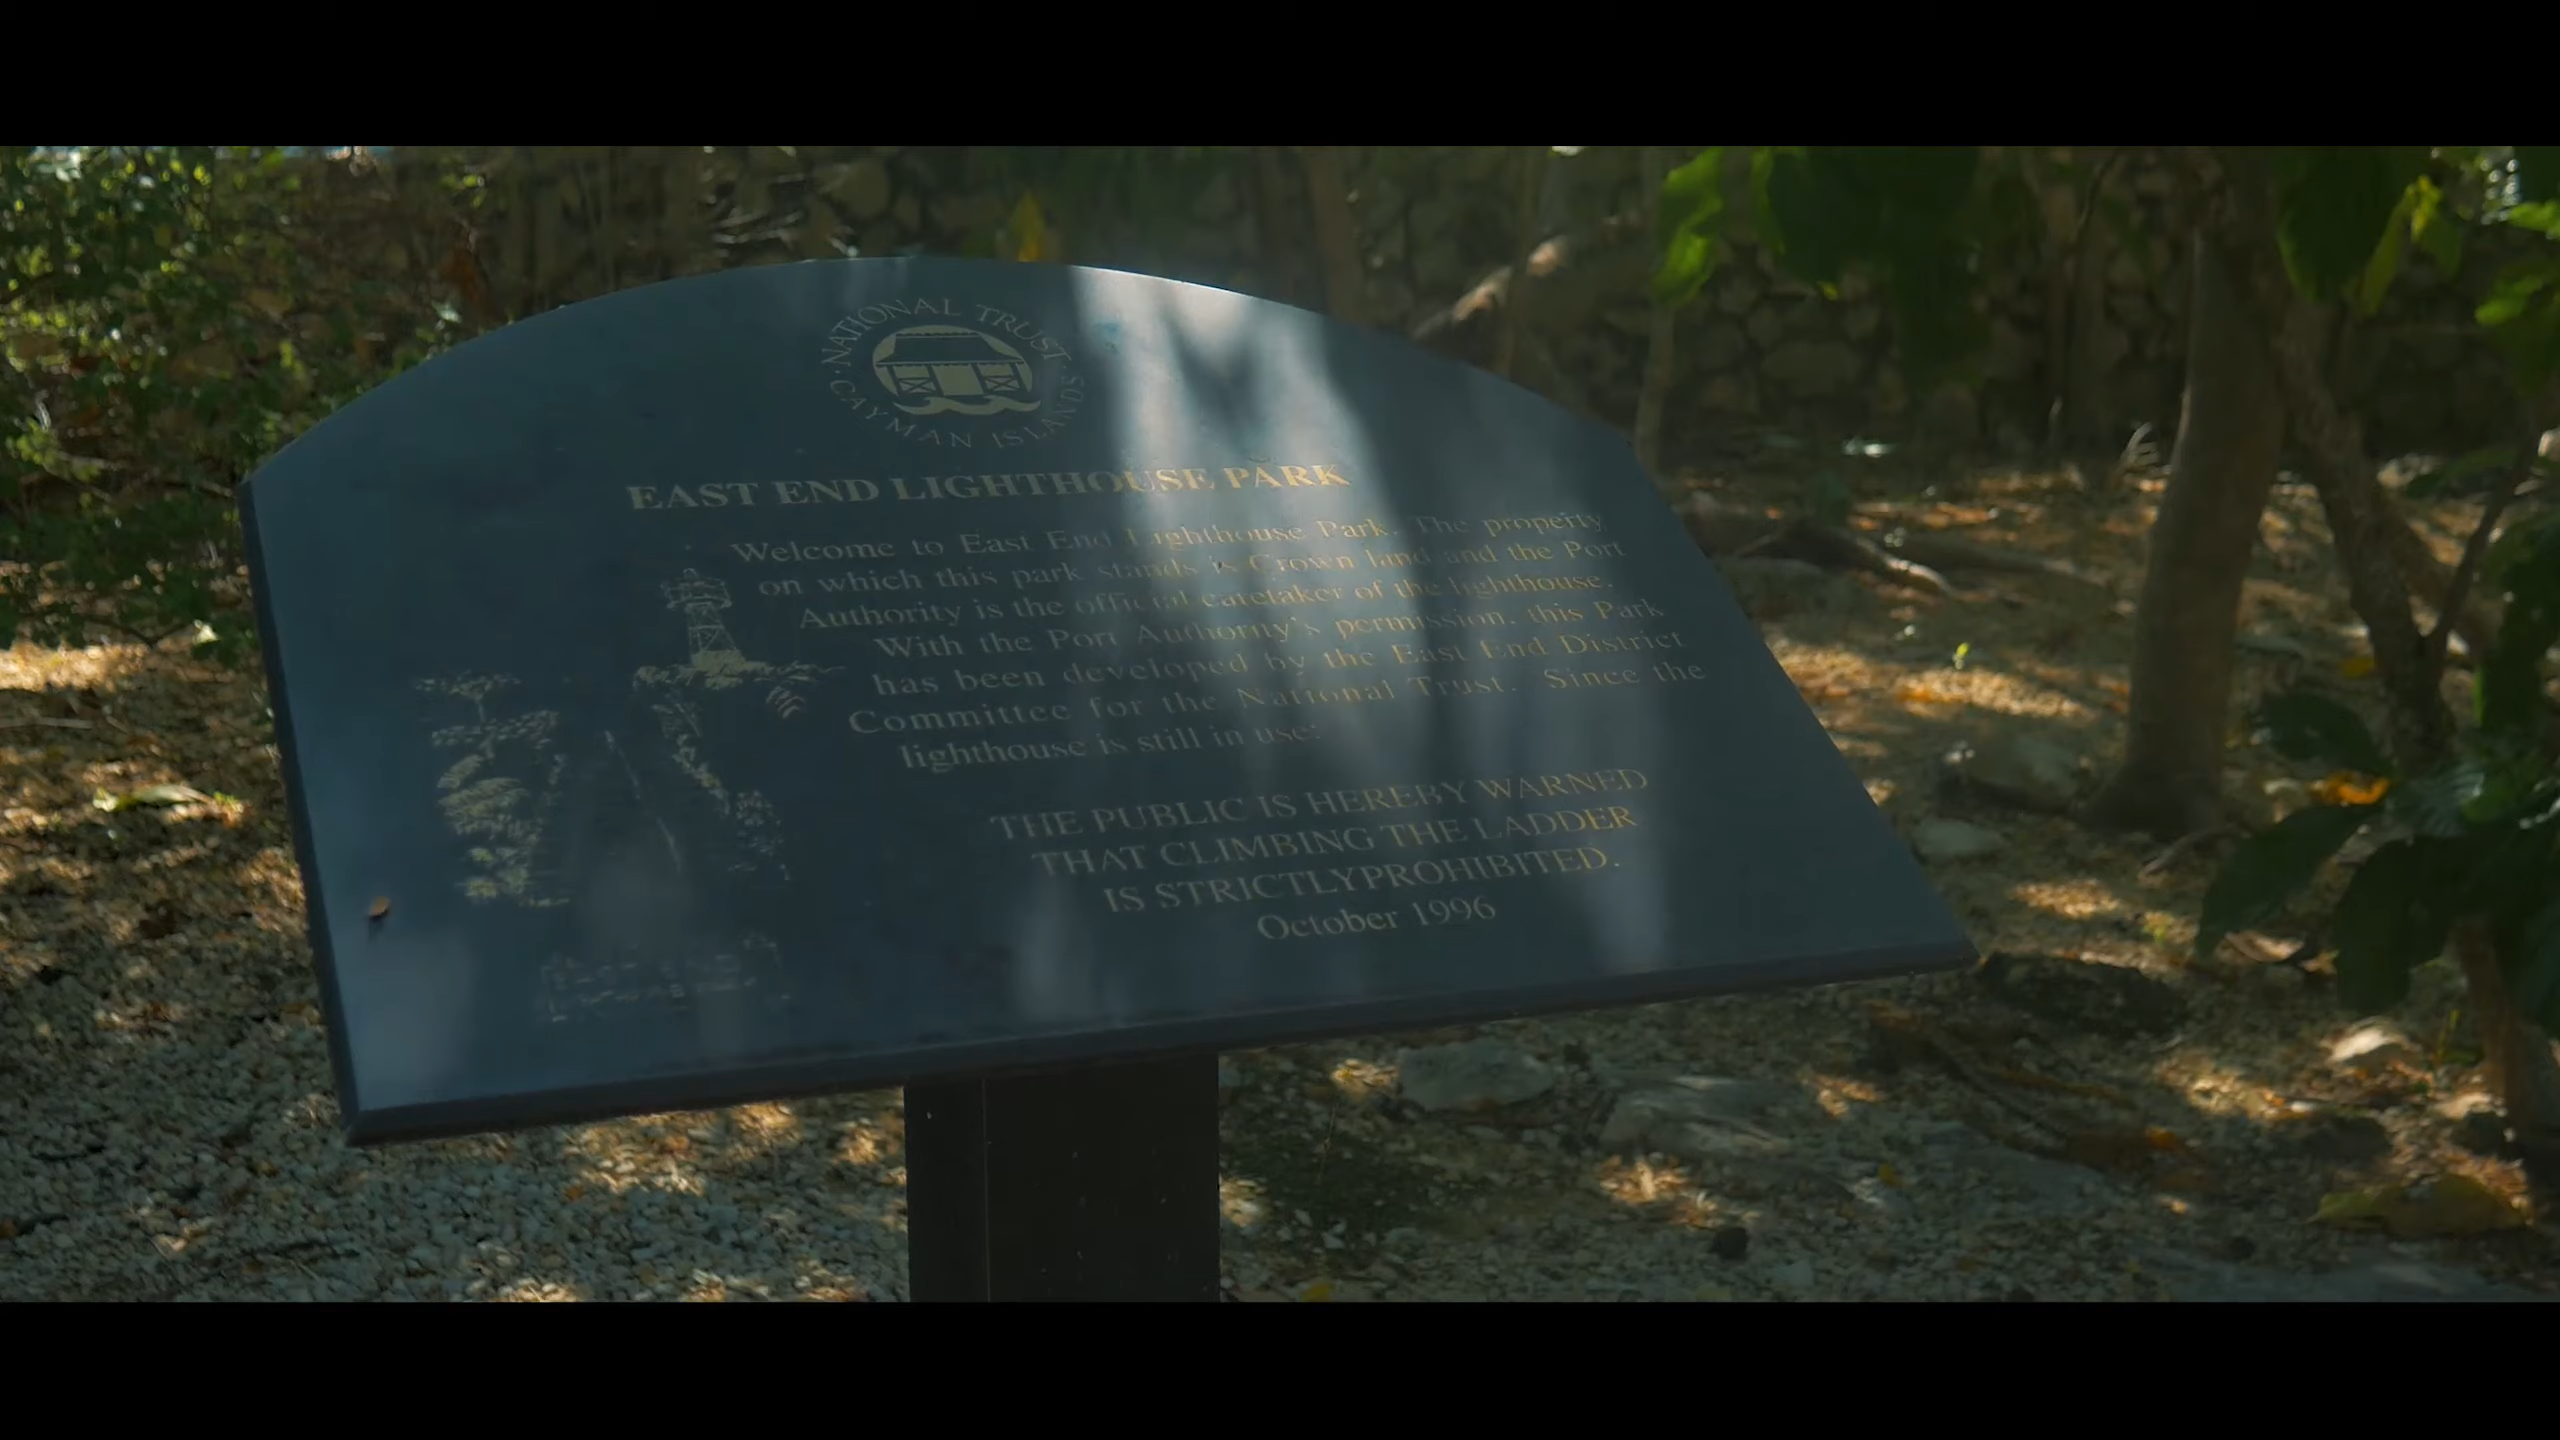 NATIONAL TRUST
CAYMAN ISLANDS
EAST END LIGHTHOUSE PARK
Welcome to East End Lighthouse Park. The property
on which this park stands is Crown land and the Port
Authority is the official caretaker of the lighthouse.
With the Port Authority's permission, this Park
has been developed by the East End District
Committee for the National Trust. Since the
lighthouse is still in use:
THE PUBLIC IS HEREBY WARNED
THAT CLIMBING THE LADDER
IS STRICTLYPROHIBITED.
October 1996